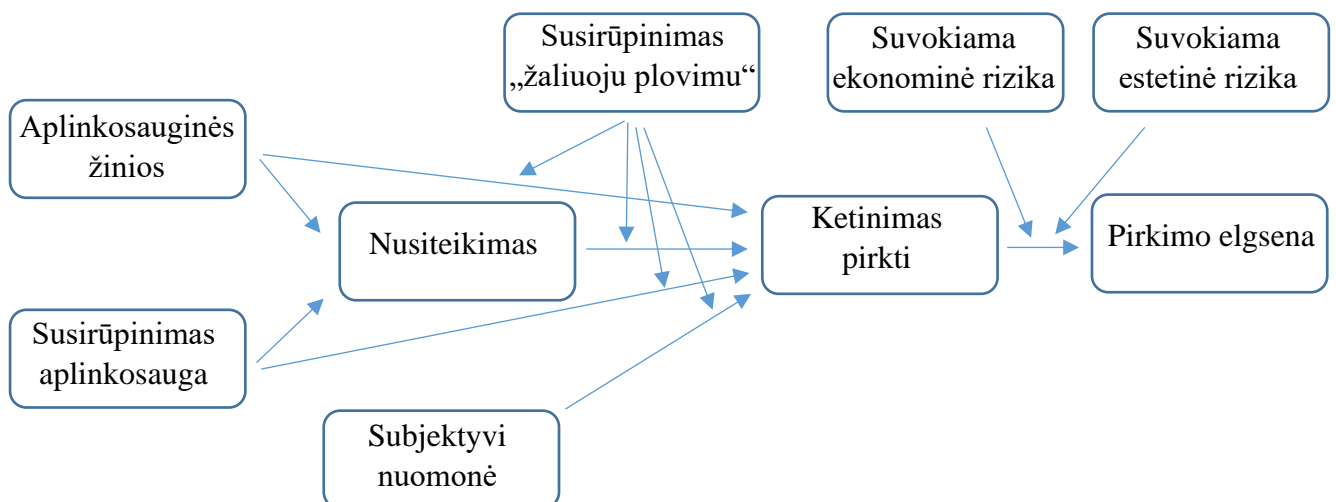 Susirūpinimas
„žaliuoju plovimu“
Suvokiama
ekonominė rizika
Suvokiama
estetinė rizika
Aplinkosauginės
žinios
Nusiteikimas
Ketinimas
pirkti
Pirkimo elgsena
Susirūpinimas
aplinkosauga
Subjektyvi
nuomonė